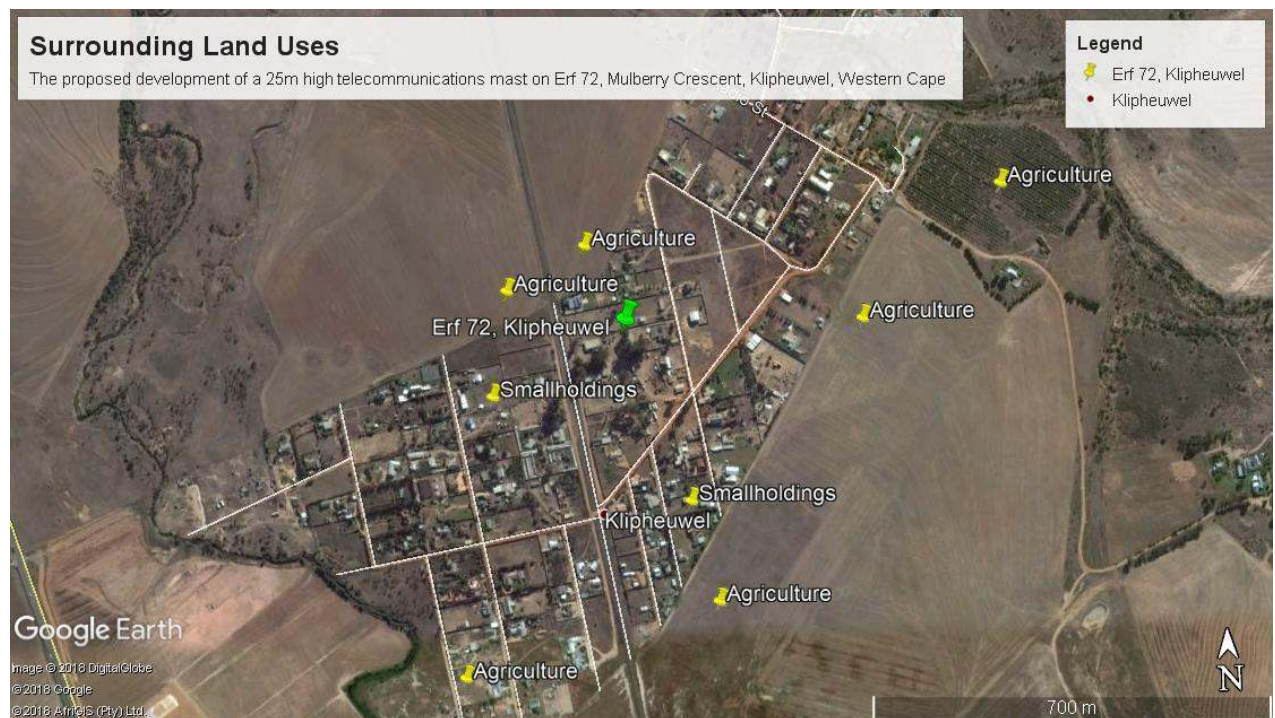 Surrounding Land Uses
The proposed development of a 25m high telecommunications mast on Erf 72, Mulberry Crescent, Klipheuwel, Western Cape
Legend
Erf 72, Klipheuwel
Klipheuwel
Agriculture
Agriculture
Agriculture
Agriculture
Erf 72, Klipheuwel
Smallholdings
Smallholdings
Klipheuwel
Agriculture
Agriculture
Google Earth
Image © 2018 DigitalGlobe
© 2018 Google
© 2018 AfriGIS (Pty) Ltd.
N
700 m